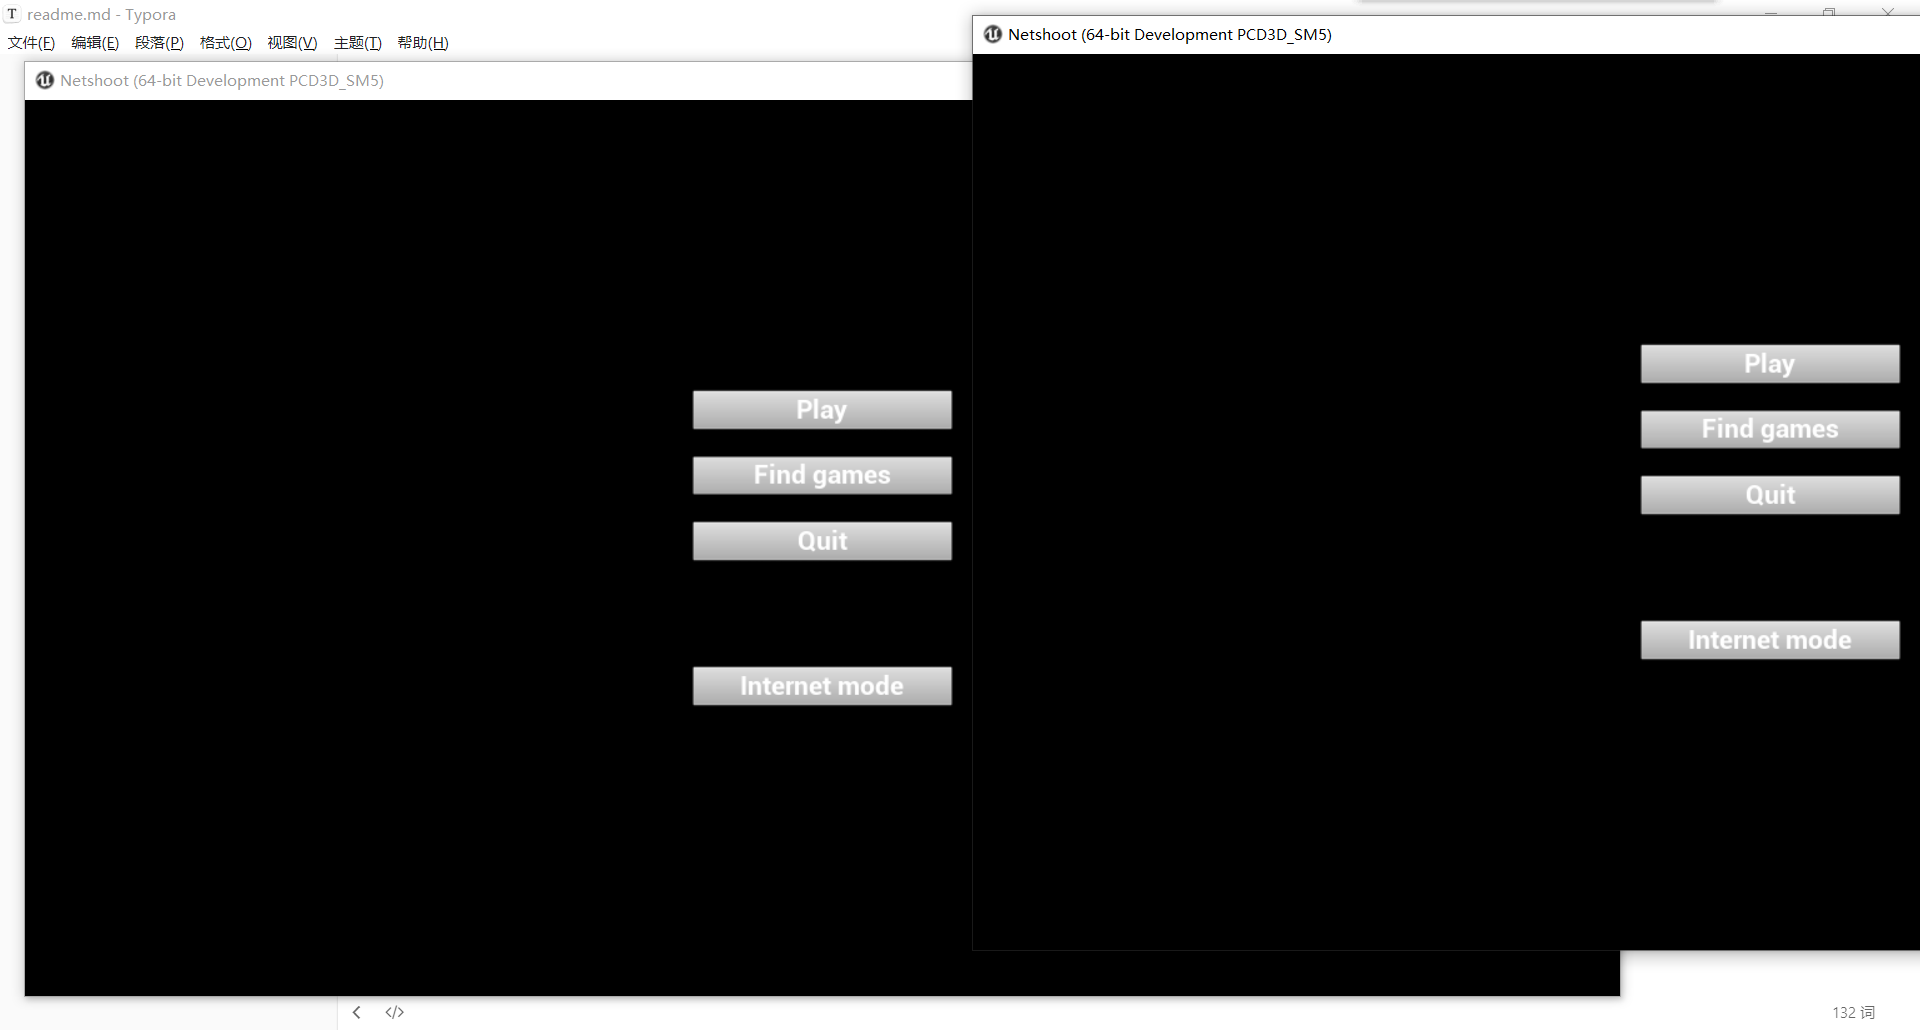 T readme.md - Typora
文件(F) 编辑(E) 段落(P) 格式(O) 视图(V) 主题(T) 帮助(H)
Netshoot (64-bit Development PCD3D_SM5)
Play
Find games
Quit
Internet mode
Netshoot (64-bit Development PCD3D_SM5)
Play
Find games
Quit
Internet mode
</>
132 词